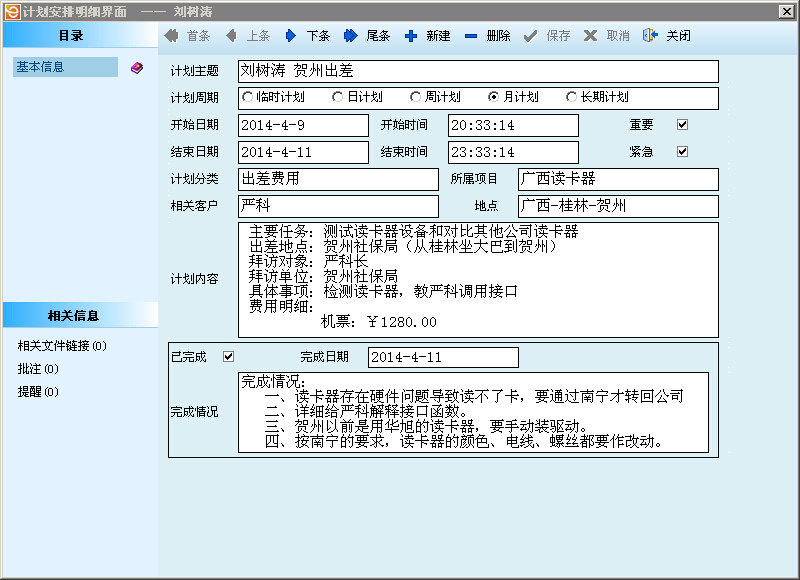 计划安排明细界面 —— 刘树涛
目录
首条 上条 下条 尾条 新建 删除 保存 取消 关闭
基本信息
计划主题 刘树涛 贺州出差
计划周期 临时计划 日计划 周计划 月计划 长期计划
开始日期 2014-4-9 开始时间 20:33:14 重要
结束日期 2014-4-11 结束时间 23:33:14 紧急
计划分类 出差费用 所属项目 广西读卡器
相关客户 严科 地点 广西-桂林-贺州
计划内容
主要任务: 测试读卡器设备和对比其他公司读卡器
出差地点: 贺州社保局（从桂林坐大巴到贺州）
拜访对象: 严科长
拜访单位: 贺州社保局
具体事项: 检测读卡器, 教严科调用接口
费用明细:
机票: ￥1280.00
相关信息
相关文件链接(0)
批注(0)
提醒(0)
已完成 完成日期 2014-4-11
完成情况
完成情况:
一、读卡器存在硬件问题导致读不了卡，要通过南宁才转回公司
二、详细给严科解释接口函数。
三、贺州以前是用华旭的读卡器，要手动装驱动。
四、按南宁的要求，读卡器的颜色、电线、螺丝都要作改动。